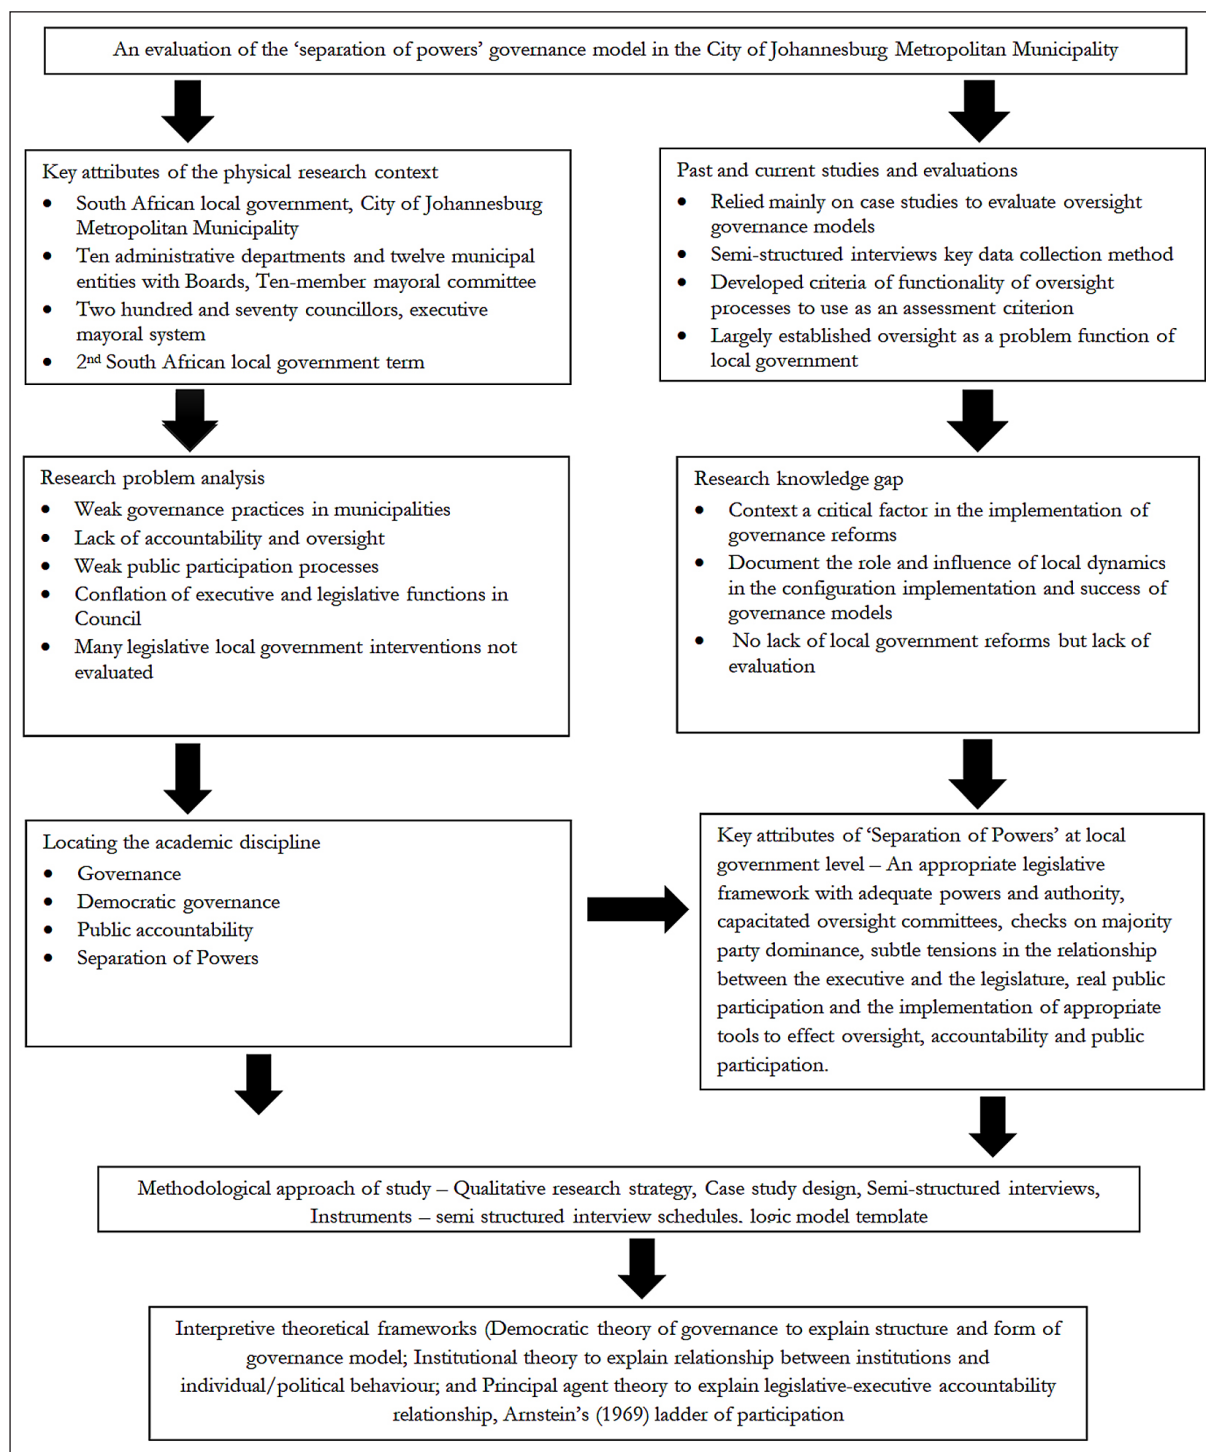 An evaluation of the ‘separation of powers’ governance model in the City of Johannesburg Metropolitan Municipality
Key attributes of the physical research context
• South African local government, City of Johannesburg
Metropolitan Municipality
• Ten administrative departments and twelve municipal
entities with Boards, Ten-member mayoral committee
• Two hundred and seventy councillors, executive
mayoral system
• 2nd South African local government term
Past and current studies and evaluations
• Relied mainly on case studies to evaluate oversight
governance models
• Semi-structured interviews key data collection method
• Developed criteria of functionality of oversight
processes to use as an assessment criterion
• Largely established oversight as a problem function of
local government
Research problem analysis
• Weak governance practices in municipalities
• Lack of accountability and oversight
• Weak public participation processes
• Conflation of executive and legislative functions in
Council
• Many legislative local government interventions not
evaluated
Research knowledge gap
• Context a critical factor in the implementation of
governance reforms
• Document the role and influence of local dynamics
in the configuration implementation and success of
governance models
• No lack of local government reforms but lack of
evaluation
Locating the academic discipline
• Governance
• Democratic governance
• Public accountability
• Separation of Powers
Key attributes of ‘Separation of Powers’ at local
government level – An appropriate legislative
framework with adequate powers and authority,
capacitated oversight committees, checks on majority
party dominance, subtle tensions in the relationship
between the executive and the legislature, real public
participation and the implementation of appropriate
tools to effect oversight, accountability and public
participation.
Methodological approach of study – Qualitative research strategy, Case study design, Semi-structured interviews,
Instruments – semi structured interview schedules, logic model template
Interpretive theoretical frameworks (Democratic theory of governance to explain structure and form of
governance model; Institutional theory to explain relationship between institutions and
individual/political behaviour; and Principal agent theory to explain legislative-executive accountability
relationship, Arnstein’s (1969) ladder of participation